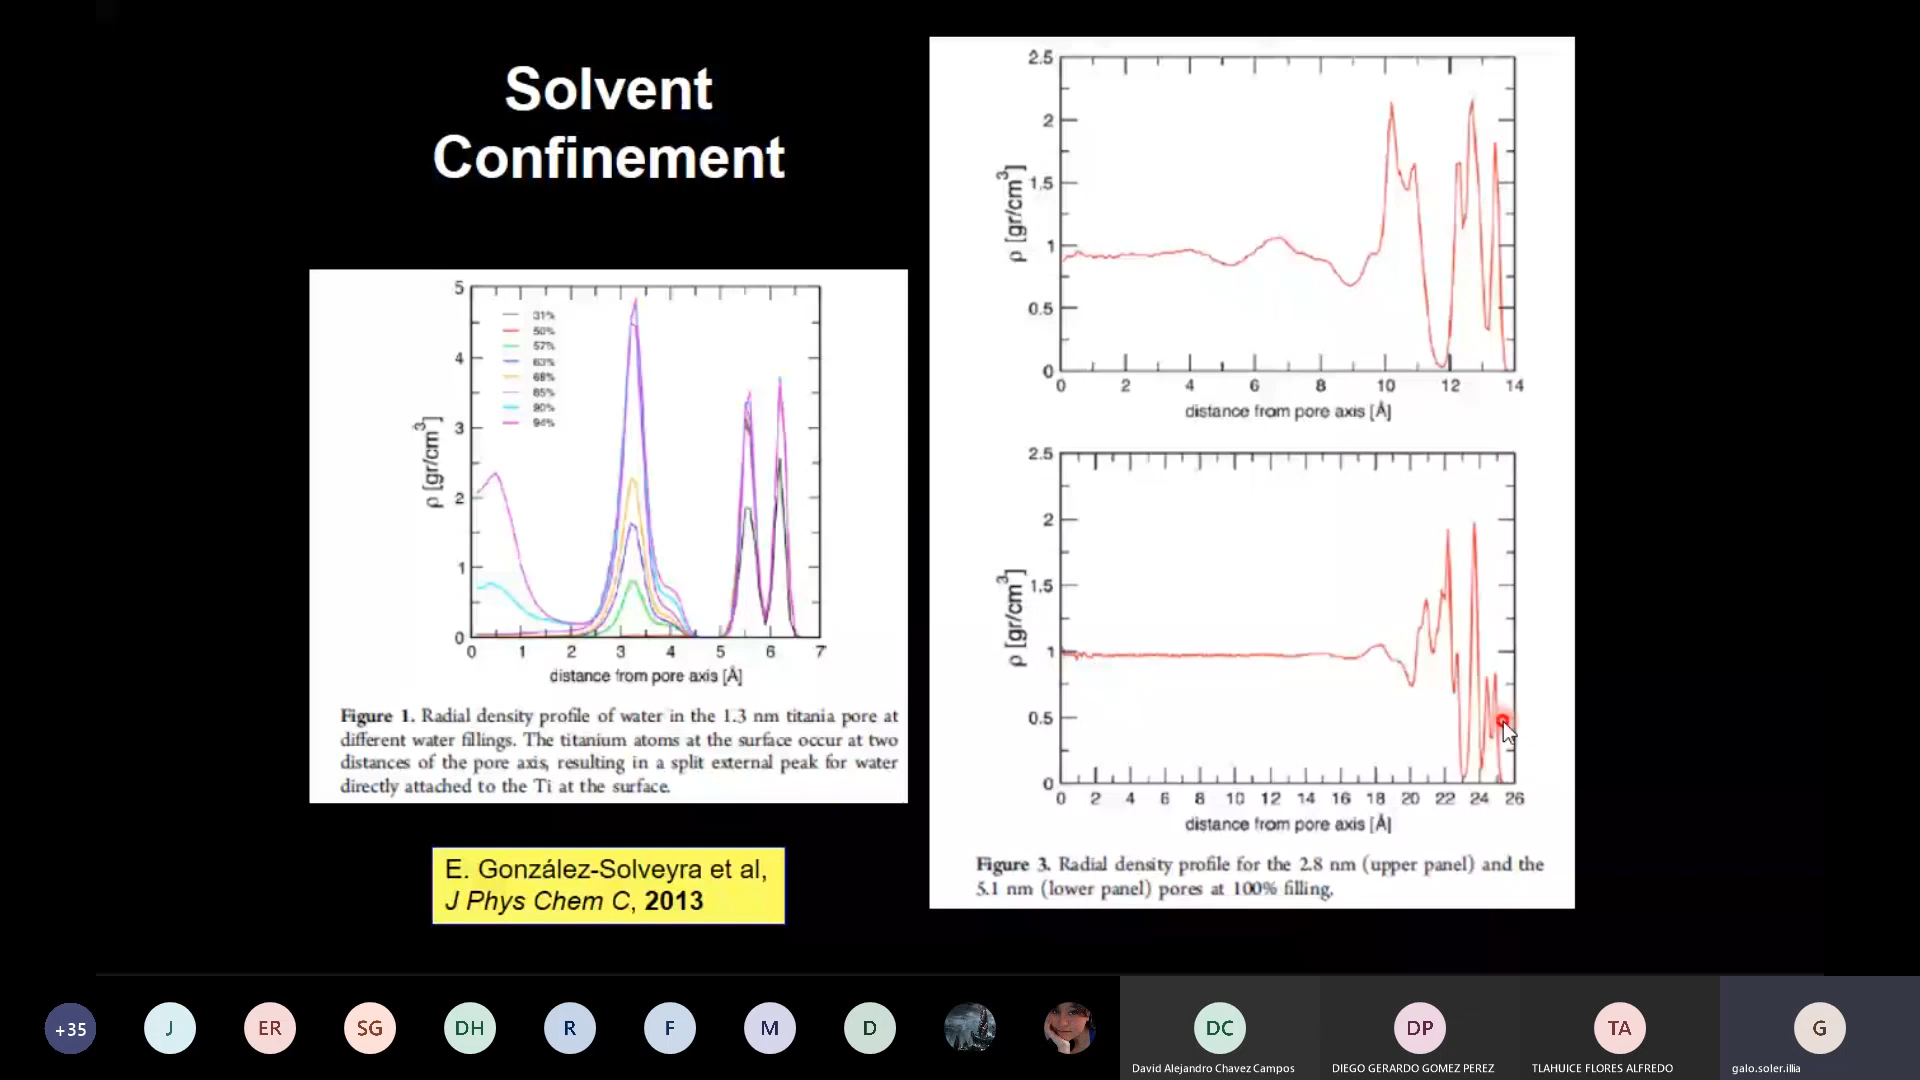 Solvent
Confinement
5
4
3
2
1
0
31%
50%
57%
63%
68%
85%
90%
94%
ρ [gr/cm3]
0 1 2 3 4 5 6 7
distance from pore axis [Å]
Figure 1. Radial density profile of water in the 1.3 nm titania pore at
different water fillings. The titanium atoms at the surface occur at two
distances of the pore axis, resulting in a split external peak for water
directly attached to the Ti at the surface.
E. González-Solveyra et al,
J Phys Chem C, 2013
2.5
2
1.5
1
0.5
0
ρ [gr/cm3]
0 2 4 6 8 10 12 14
distance from pore axis [Å]
2.5
2
1.5
1
0.5
0
ρ [gr/cm3]
0 2 4 6 8 10 12 14 16 18 20 22 24 26
distance from pore axis [Å]
Figure 3. Radial density profile for the 2.8 nm (upper panel) and the
5.1 nm (lower panel) pores at 100% filling.
+35 J ER SG DH R F M D DC DP TA G
David Alejandro Chavez Campos
DIEGO GERARDO GOMEZ PEREZ
TLAHUICE FLORES ALFREDO
galo.soler.illia